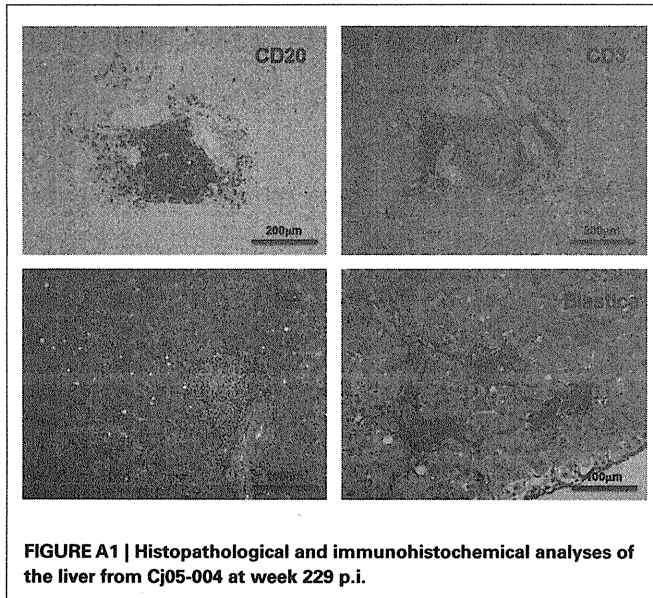 CD20
CD3
200μm
200μm
Elastica
100μm
FIGURE A1 | Histopathological and immunohistochemical analyses of
the liver from Cj05-004 at week 229 p.i.